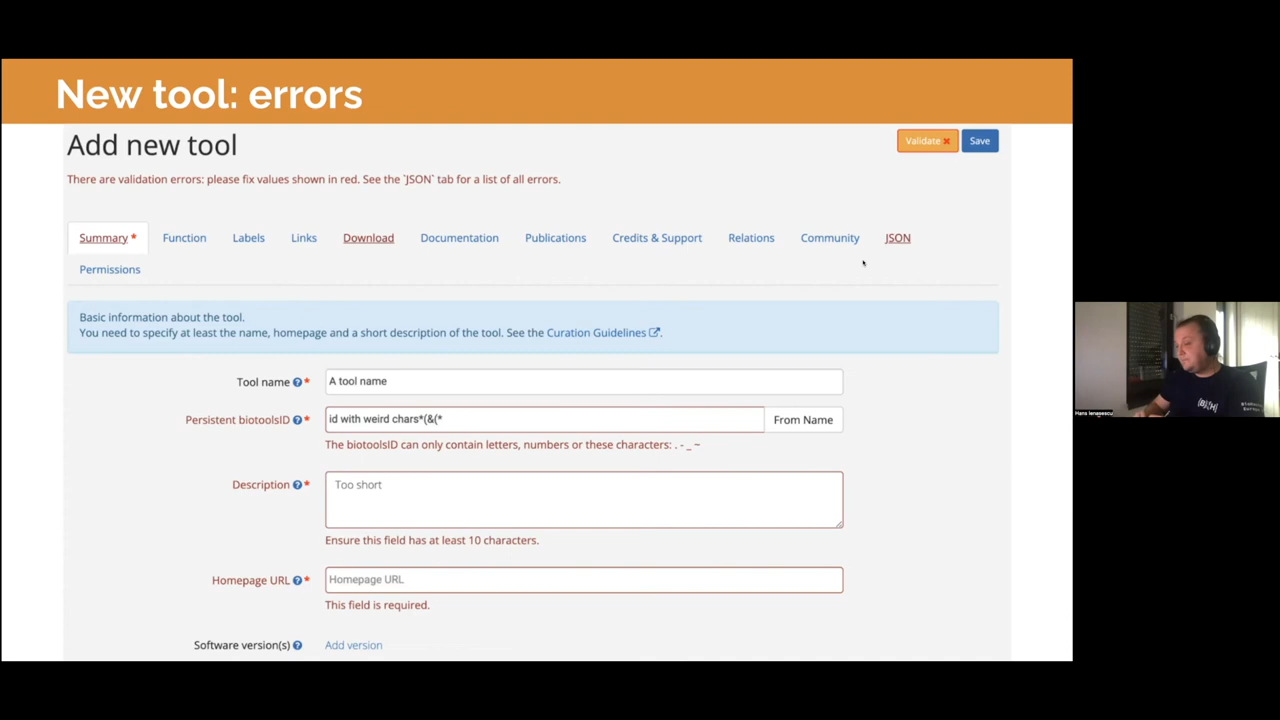 New tool: errors
Add new tool
Validate ✖ Save
There are validation errors: please fix values shown in red. See the `JSON` tab for a list of all errors.
Summary * Function Labels Links Download Documentation Publications Credits & Support Relations Community JSON
Permissions
Basic information about the tool.
You need to specify at least the name, homepage and a short description of the tool. See the Curation Guidelines.
Tool name * A tool name
Persistent biotoolsID * id with weird chars*(&(* From Name
The biotoolsID can only contain letters, numbers or these characters: . - _ ~
Description * Too short
Ensure this field has at least 10 characters.
Homepage URL * Homepage URL
This field is required.
Software version(s) Add version